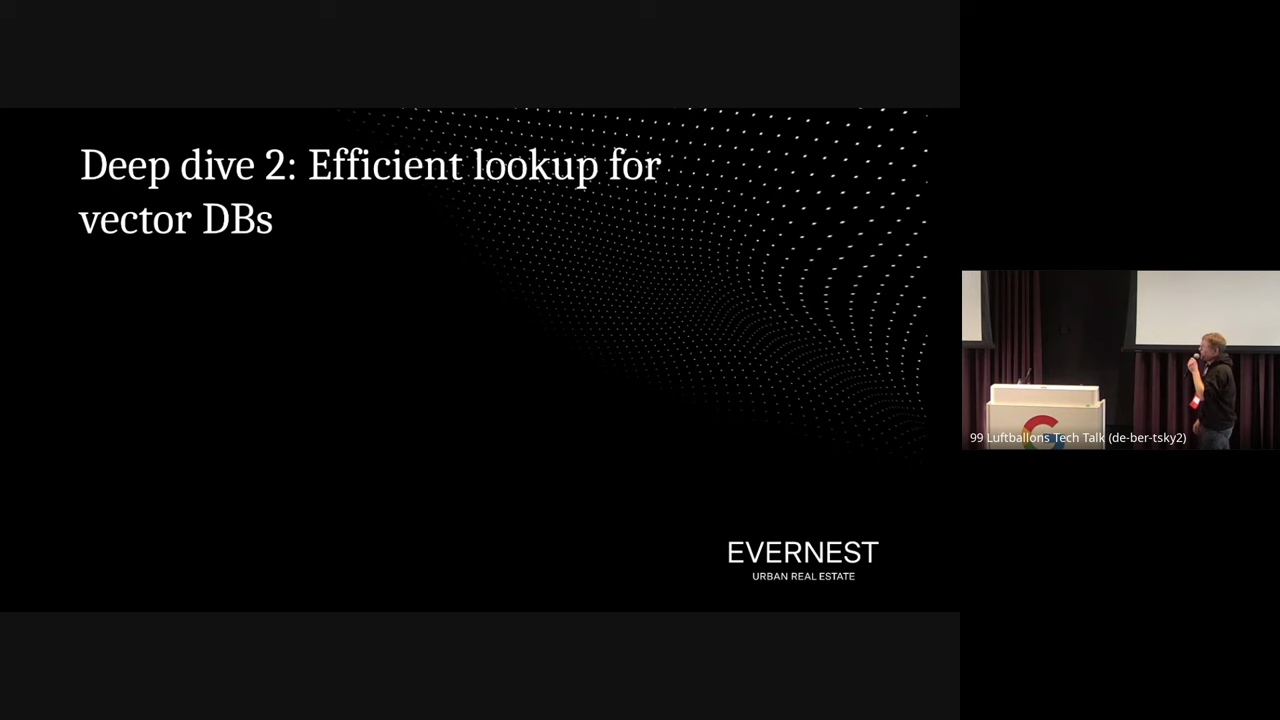 Deep dive 2: Efficient lookup for
vector DBs
EVERNEST
URBAN REAL ESTATE
99 Luftballons Tech Talk (de-ber-tsky2)